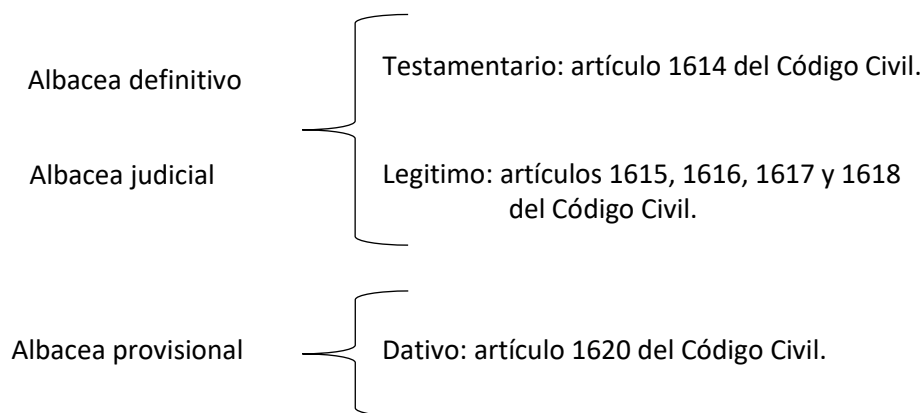 Albacea definitivo
Testamentario: artículo 1614 del Código Civil.
Albacea judicial
Legitimo: artículos 1615, 1616, 1617 y 1618
del Código Civil.
Albacea provisional
Dativo: artículo 1620 del Código Civil.